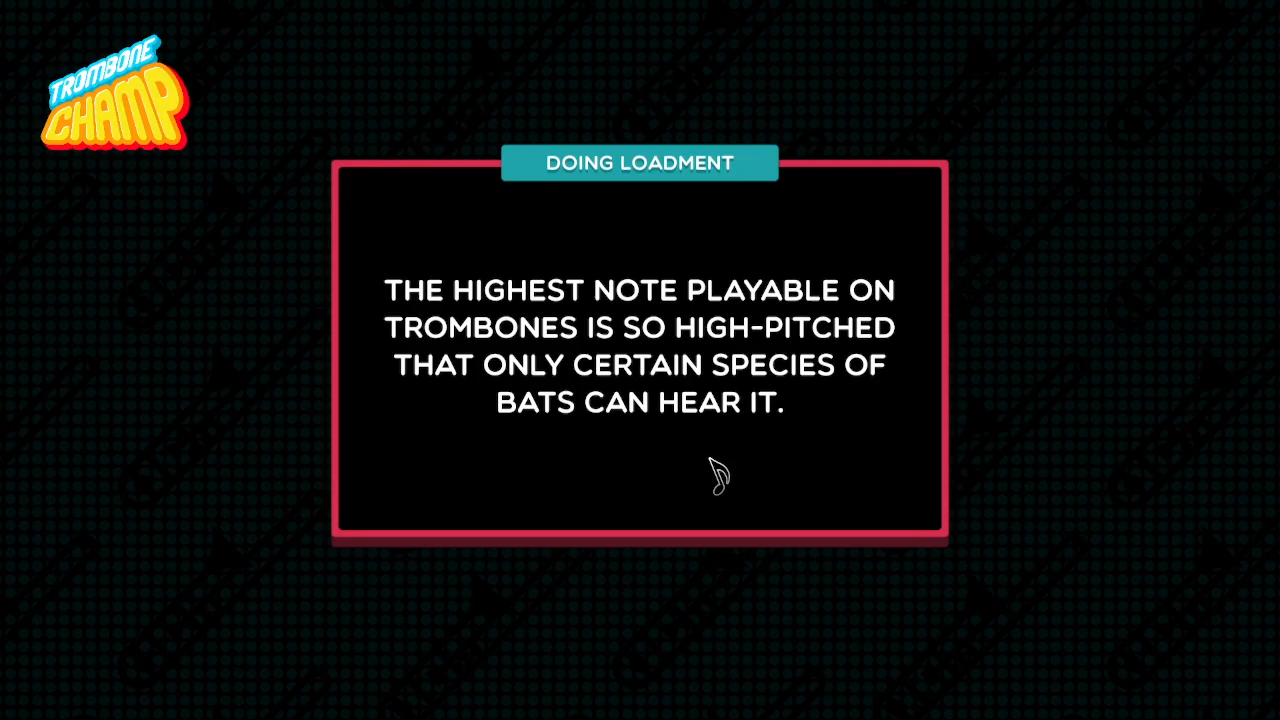 TROMBONE
CHAMP
DOING LOADMENT
THE HIGHEST NOTE PLAYABLE ON
TROMBONES IS SO HIGH-PITCHED
THAT ONLY CERTAIN SPECIES OF
BATS CAN HEAR IT.